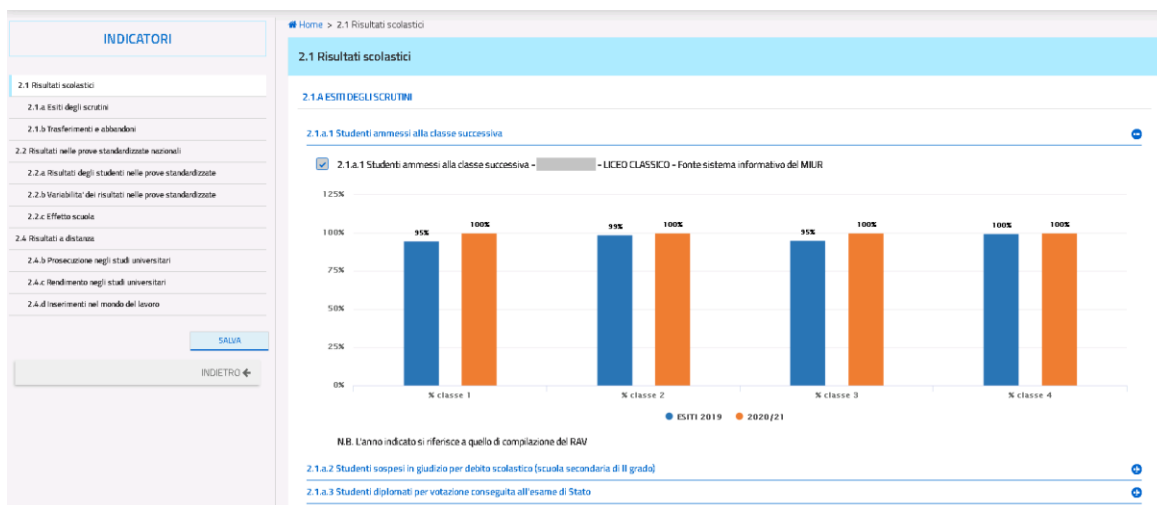 INDICATORI
2.1 Risultati scolastici
2.1.a Esiti degli scrutini
2.1.b Trasferimenti e abbandoni
2.2 Risultati nelle prove standardizzate nazionali
2.2.a Risultati degli studenti nelle prove standardizzate
2.2.b Variabilita' dei risultati nelle prove standardizzate
2.2.c Effetto scuola
2.4 Risultati a distanza
2.4.b Prosecuzione negli studi universitari
2.4.c Rendimento negli studi universitari
2.4.d Inserimenti nel mondo del lavoro
SALVA
INDIETRO
Home > 2.1 Risultati scolastici
2.1 Risultati scolastici
2.1.A ESITI DEGLI SCRUTINI
2.1.a.1 Studenti ammessi alla classe successiva
2.1.a.1 Studenti ammessi alla classe successiva - - LICEO CLASSICO - Fonte sistema informativo del MIUR
125%
100%
75%
50%
25%
0%
95% 100% 99% 100% 95% 100% 100% 100%
% classe 1 % classe 2 % classe 3 % classe 4
ESITI 2019 2020/21
N.B. L'anno indicato si riferisce a quello di compilazione del RAV
2.1.a.2 Studenti sospesi in giudizio per debito scolastico (scuola secondaria di II grado)
2.1.a.3 Studenti diplomati per votazione conseguita all'esame di Stato